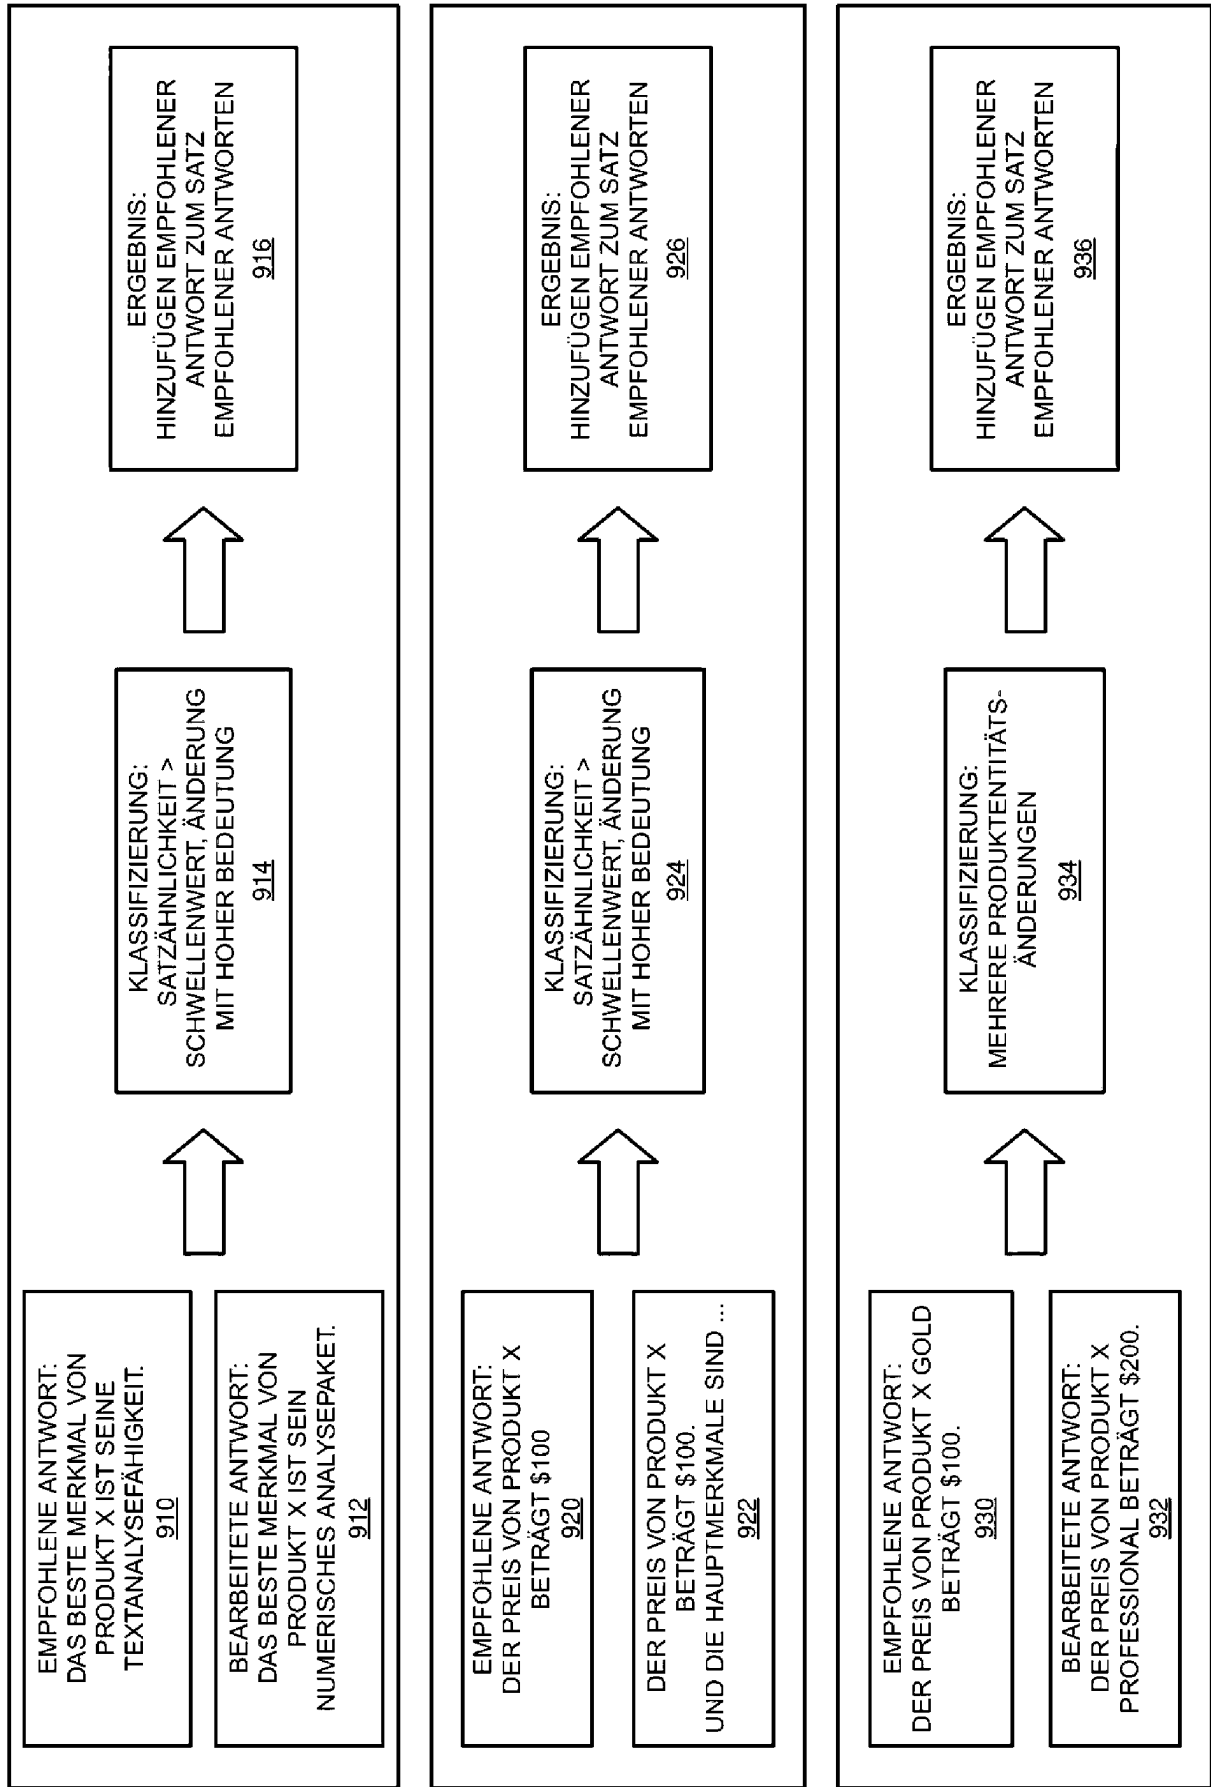 EMPFOHLENE ANTWORT:
DAS BESTE MERKMAL VON
PRODUKT X IST SEINE
TEXTANALYSEFÄHIGKEIT.
910
BEARBEITETE ANTWORT:
DAS BESTE MERKMAL VON
PRODUKT X IST SEIN
NUMERISCHES ANALYSEPAKET.
912
KLASSIFIZIERUNG:
SATZÄHNLICHKEIT >
SCHWELLENWERT, ÄNDERUNG
MIT HOHER BEDEUTUNG
914
ERGEBNIS:
HINZUFÜGEN EMPFOHLENER
ANTWORT ZUM SATZ
EMPFOHLENER ANTWORTEN
916
EMPFOHLENE ANTWORT:
DER PREIS VON PRODUKT X
BETRÄGT $100
920
DER PREIS VON PRODUKT X
BETRÄGT $100.
UND DIE HAUPTMERKMALE SIND ...
922
KLASSIFIZIERUNG:
SATZÄHNLICHKEIT >
SCHWELLENWERT, ÄNDERUNG
MIT HOHER BEDEUTUNG
924
ERGEBNIS:
HINZUFÜGEN EMPFOHLENER
ANTWORT ZUM SATZ
EMPFOHLENER ANTWORTEN
926
EMPFOHLENE ANTWORT:
DER PREIS VON PRODUKT X GOLD
BETRÄGT $100.
930
BEARBEITETE ANTWORT:
DER PREIS VON PRODUKT X
PROFESSIONAL BETRÄGT $200.
932
KLASSIFIZIERUNG:
MEHRERE PRODUKTENTITÄTS-
ÄNDERUNGEN
934
ERGEBNIS:
HINZUFÜGEN EMPFOHLENER
ANTWORT ZUM SATZ
EMPFOHLENER ANTWORTEN
936